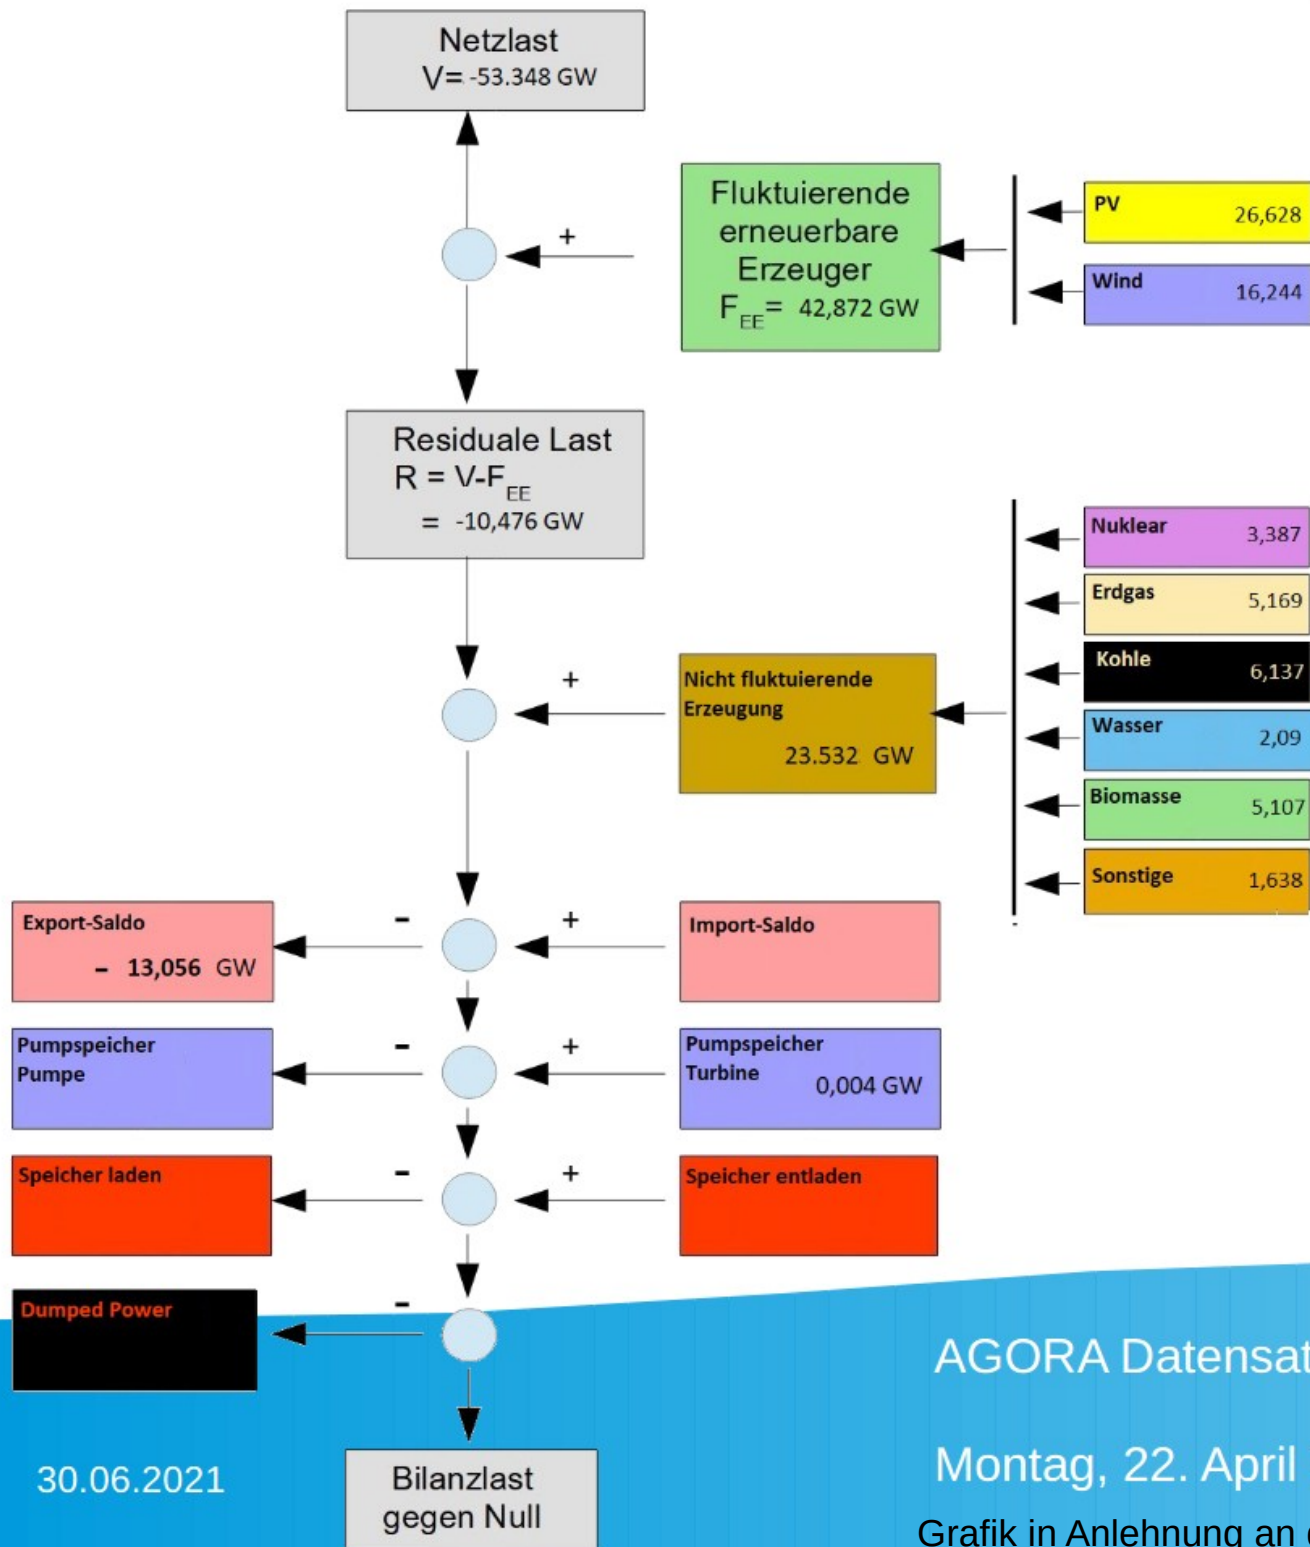 Netzlast
V= -53.348 GW
Fluktuierende
erneuerbare
Erzeuger
F_EE= 42,872 GW
+
PV 26,628
Wind 16,244
Residuale Last
R = V-F_EE
= -10,476 GW
Nuklear 3,387
Erdgas 5,169
Kohle 6,137
Wasser 2,09
Biomasse 5,107
Sonstige 1,638
+
Nicht fluktuierende
Erzeugung
23.532 GW
Export-Saldo
- 13,056 GW
-
+
Import-Saldo
Pumpspeicher
Pumpe
-
+
Pumpspeicher
Turbine 0,004 GW
Speicher laden
-
+
Speicher entladen
Dumped Power
-
Bilanzlast
gegen Null
30.06.2021
AGORA Datensat
Montag, 22. April
Grafik in Anlehnung an